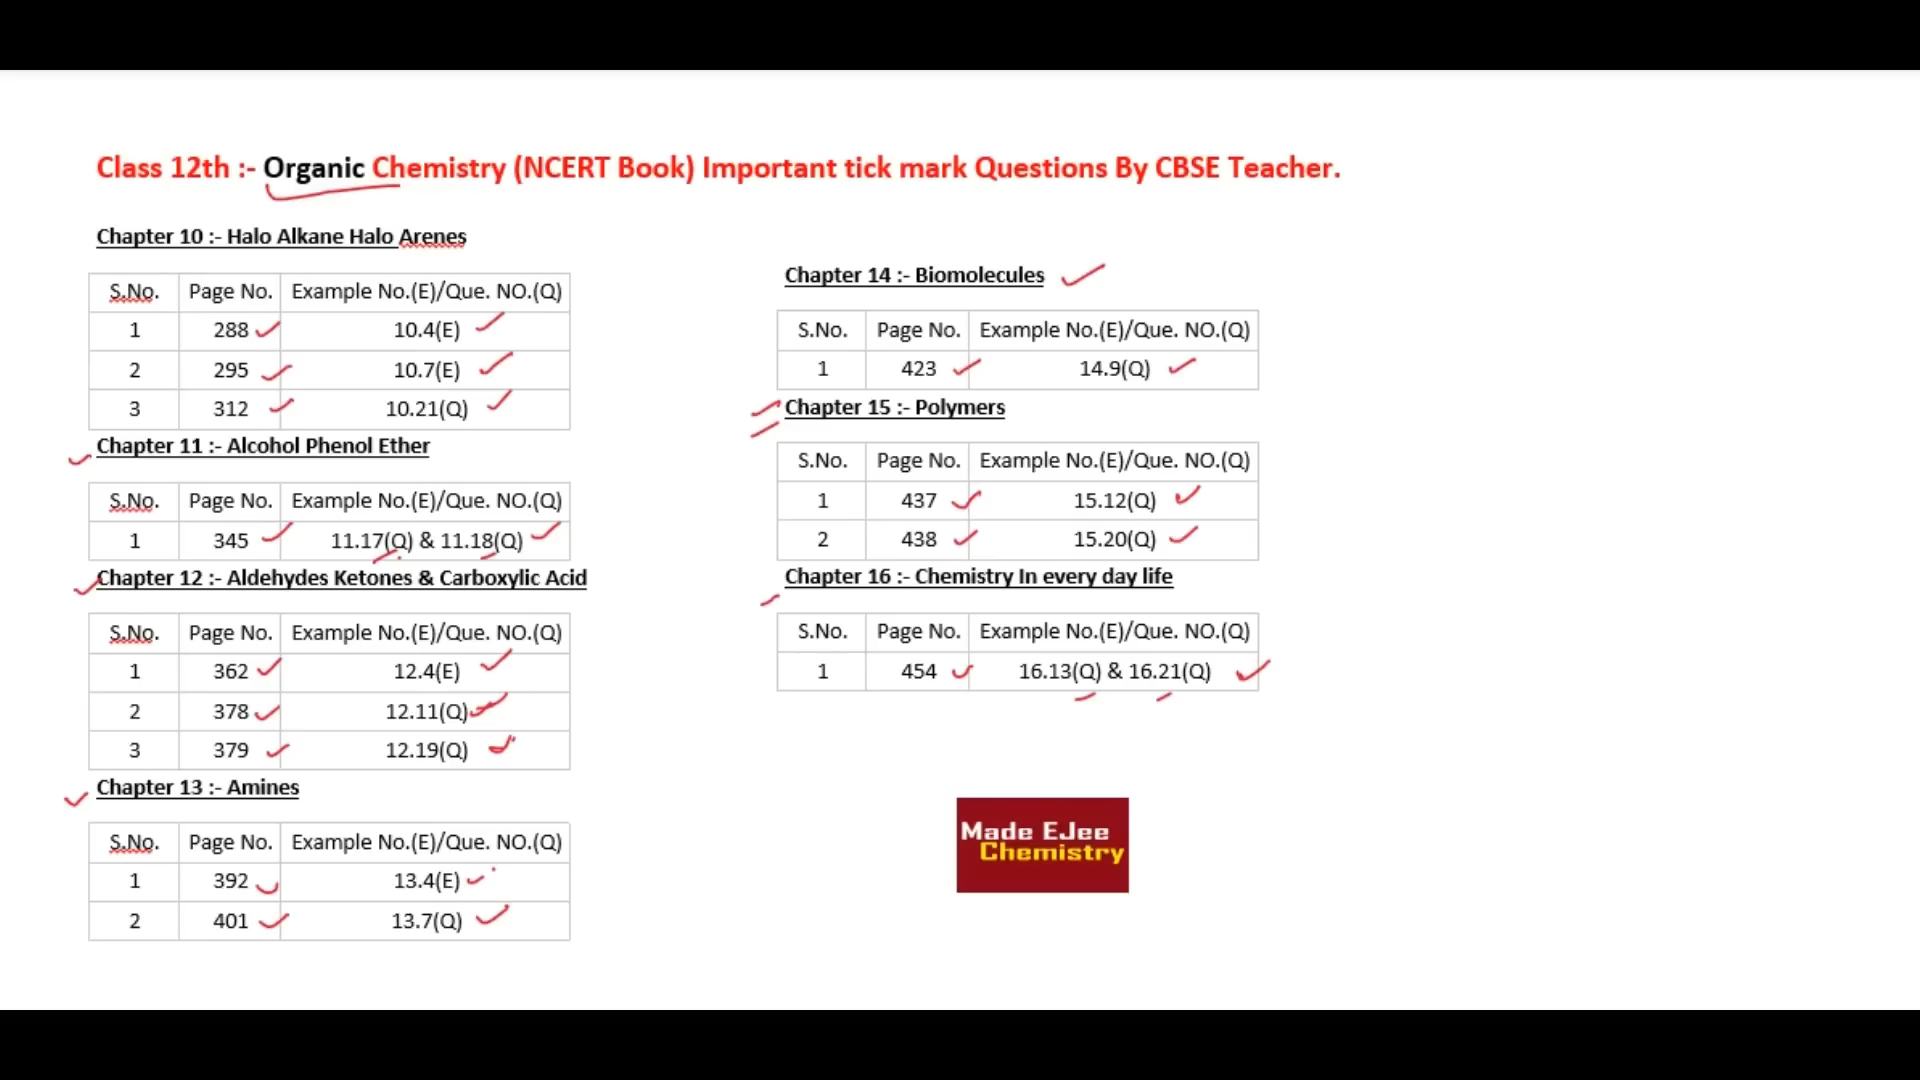 Class 12th :- Organic Chemistry (NCERT Book) Important tick mark Questions By CBSE Teacher.
Chapter 10 :- Halo Alkane Halo Arenes
S.No. Page No. Example No.(E)/Que. NO.(Q)
1 288 10.4(E)
2 295 10.7(E)
3 312 10.21(Q)
Chapter 11 :- Alcohol Phenol Ether
S.No. Page No. Example No.(E)/Que. NO.(Q)
1 345 11.17(Q) & 11.18(Q)
Chapter 12 :- Aldehydes Ketones & Carboxylic Acid
S.No. Page No. Example No.(E)/Que. NO.(Q)
1 362 12.4(E)
2 378 12.11(Q)
3 379 12.19(Q)
Chapter 13 :- Amines
S.No. Page No. Example No.(E)/Que. NO.(Q)
1 392 13.4(E)
2 401 13.7(Q)
Chapter 14 :- Biomolecules
S.No. Page No. Example No.(E)/Que. NO.(Q)
1 423 14.9(Q)
Chapter 15 :- Polymers
S.No. Page No. Example No.(E)/Que. NO.(Q)
1 437 15.12(Q)
2 438 15.20(Q)
Chapter 16 :- Chemistry In every day life
S.No. Page No. Example No.(E)/Que. NO.(Q)
1 454 16.13(Q) & 16.21(Q)
Made EJee
Chemistry